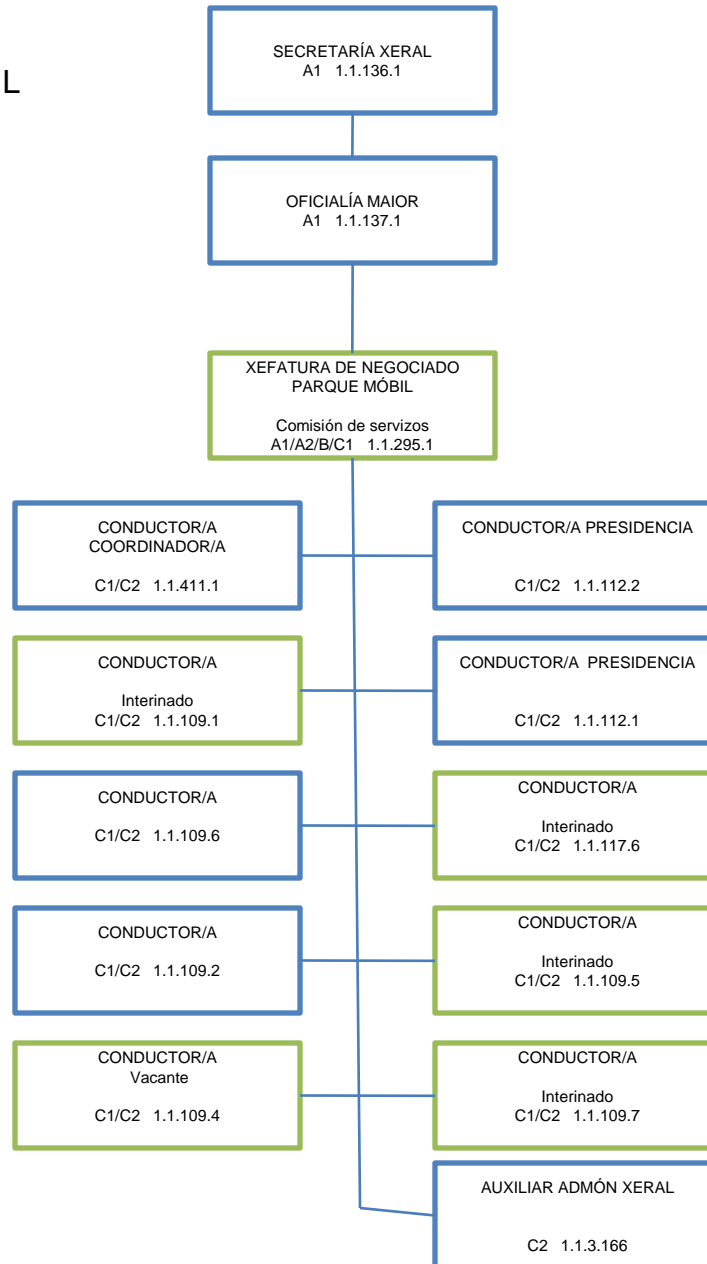 L
SECRETARÍA XERAL
A1 1.1.136.1
OFICIALÍA MAIOR
A1 1.1.137.1
XEFATURA DE NEGOCIADO
PARQUE MÓBIL
Comisión de servizos
A1/A2/B/C1 1.1.295.1
CONDUCTOR/A
COORDINADOR/A
C1/C2 1.1.411.1
CONDUCTOR/A PRESIDENCIA
C1/C2 1.1.112.2
CONDUCTOR/A
Interinado
C1/C2 1.1.109.1
CONDUCTOR/A PRESIDENCIA
C1/C2 1.1.112.1
CONDUCTOR/A
C1/C2 1.1.109.6
CONDUCTOR/A
Interinado
C1/C2 1.1.117.6
CONDUCTOR/A
C1/C2 1.1.109.2
CONDUCTOR/A
Interinado
C1/C2 1.1.109.5
CONDUCTOR/A
Vacante
C1/C2 1.1.109.4
CONDUCTOR/A
Interinado
C1/C2 1.1.109.7
AUXILIAR ADMÓN XERAL
C2 1.1.3.166